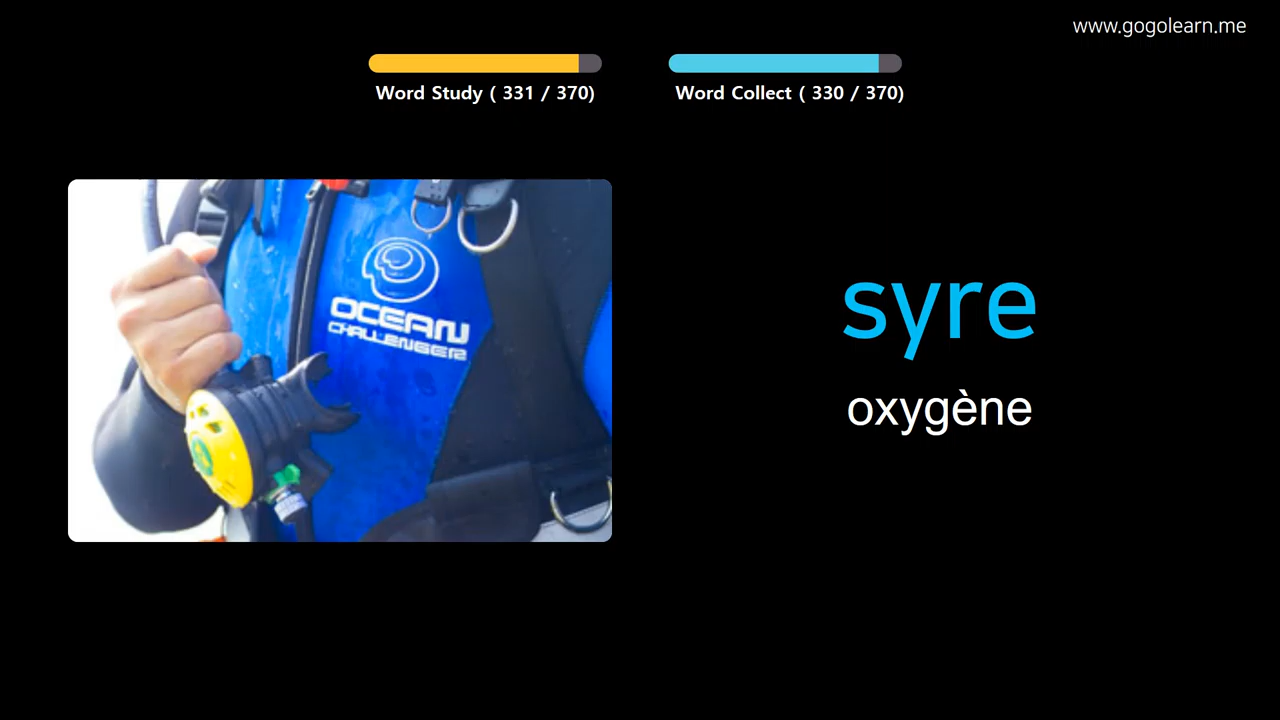 www.gogolearn.me
Word Study ( 331 / 370)
Word Collect ( 330 / 370)
OCEAN
CHALLENGER
syre
oxygène